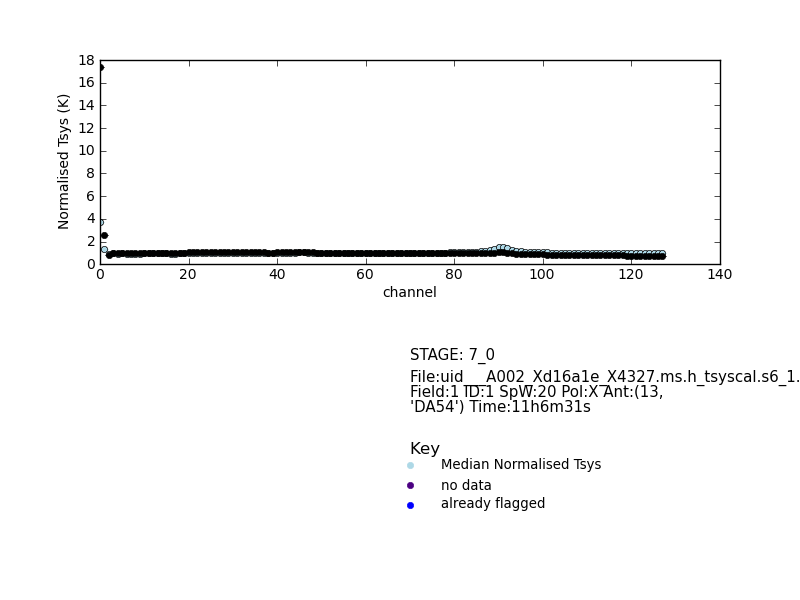 18
16
14
12
10
8
6
4
2
0
Normalised Tsys (K)
0 20 40 60 80 100 120 140
channel
STAGE: 7_0
File:uid___A002_Xd16a1e_X4327.ms.h_tsyscal.s6_1.
Field:1 ID:1 SpW:20 Pol:X Ant:(13,
'DA54') Time:11h6m31s
Key
Median Normalised Tsys
no data
already flagged